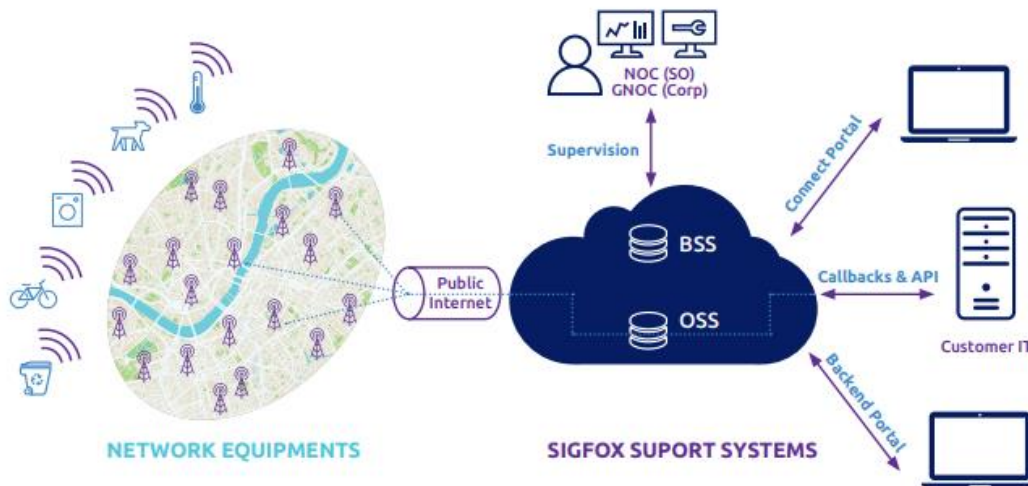 NOC (SO)
GNOC (Corp)
Supervision
Connect Portal
BSS
Public
Internet
Callbacks & API
OSS
Customer IT
Backend Portal
NETWORK EQUIPMENTS
SIGFOX SUPORT SYSTEMS